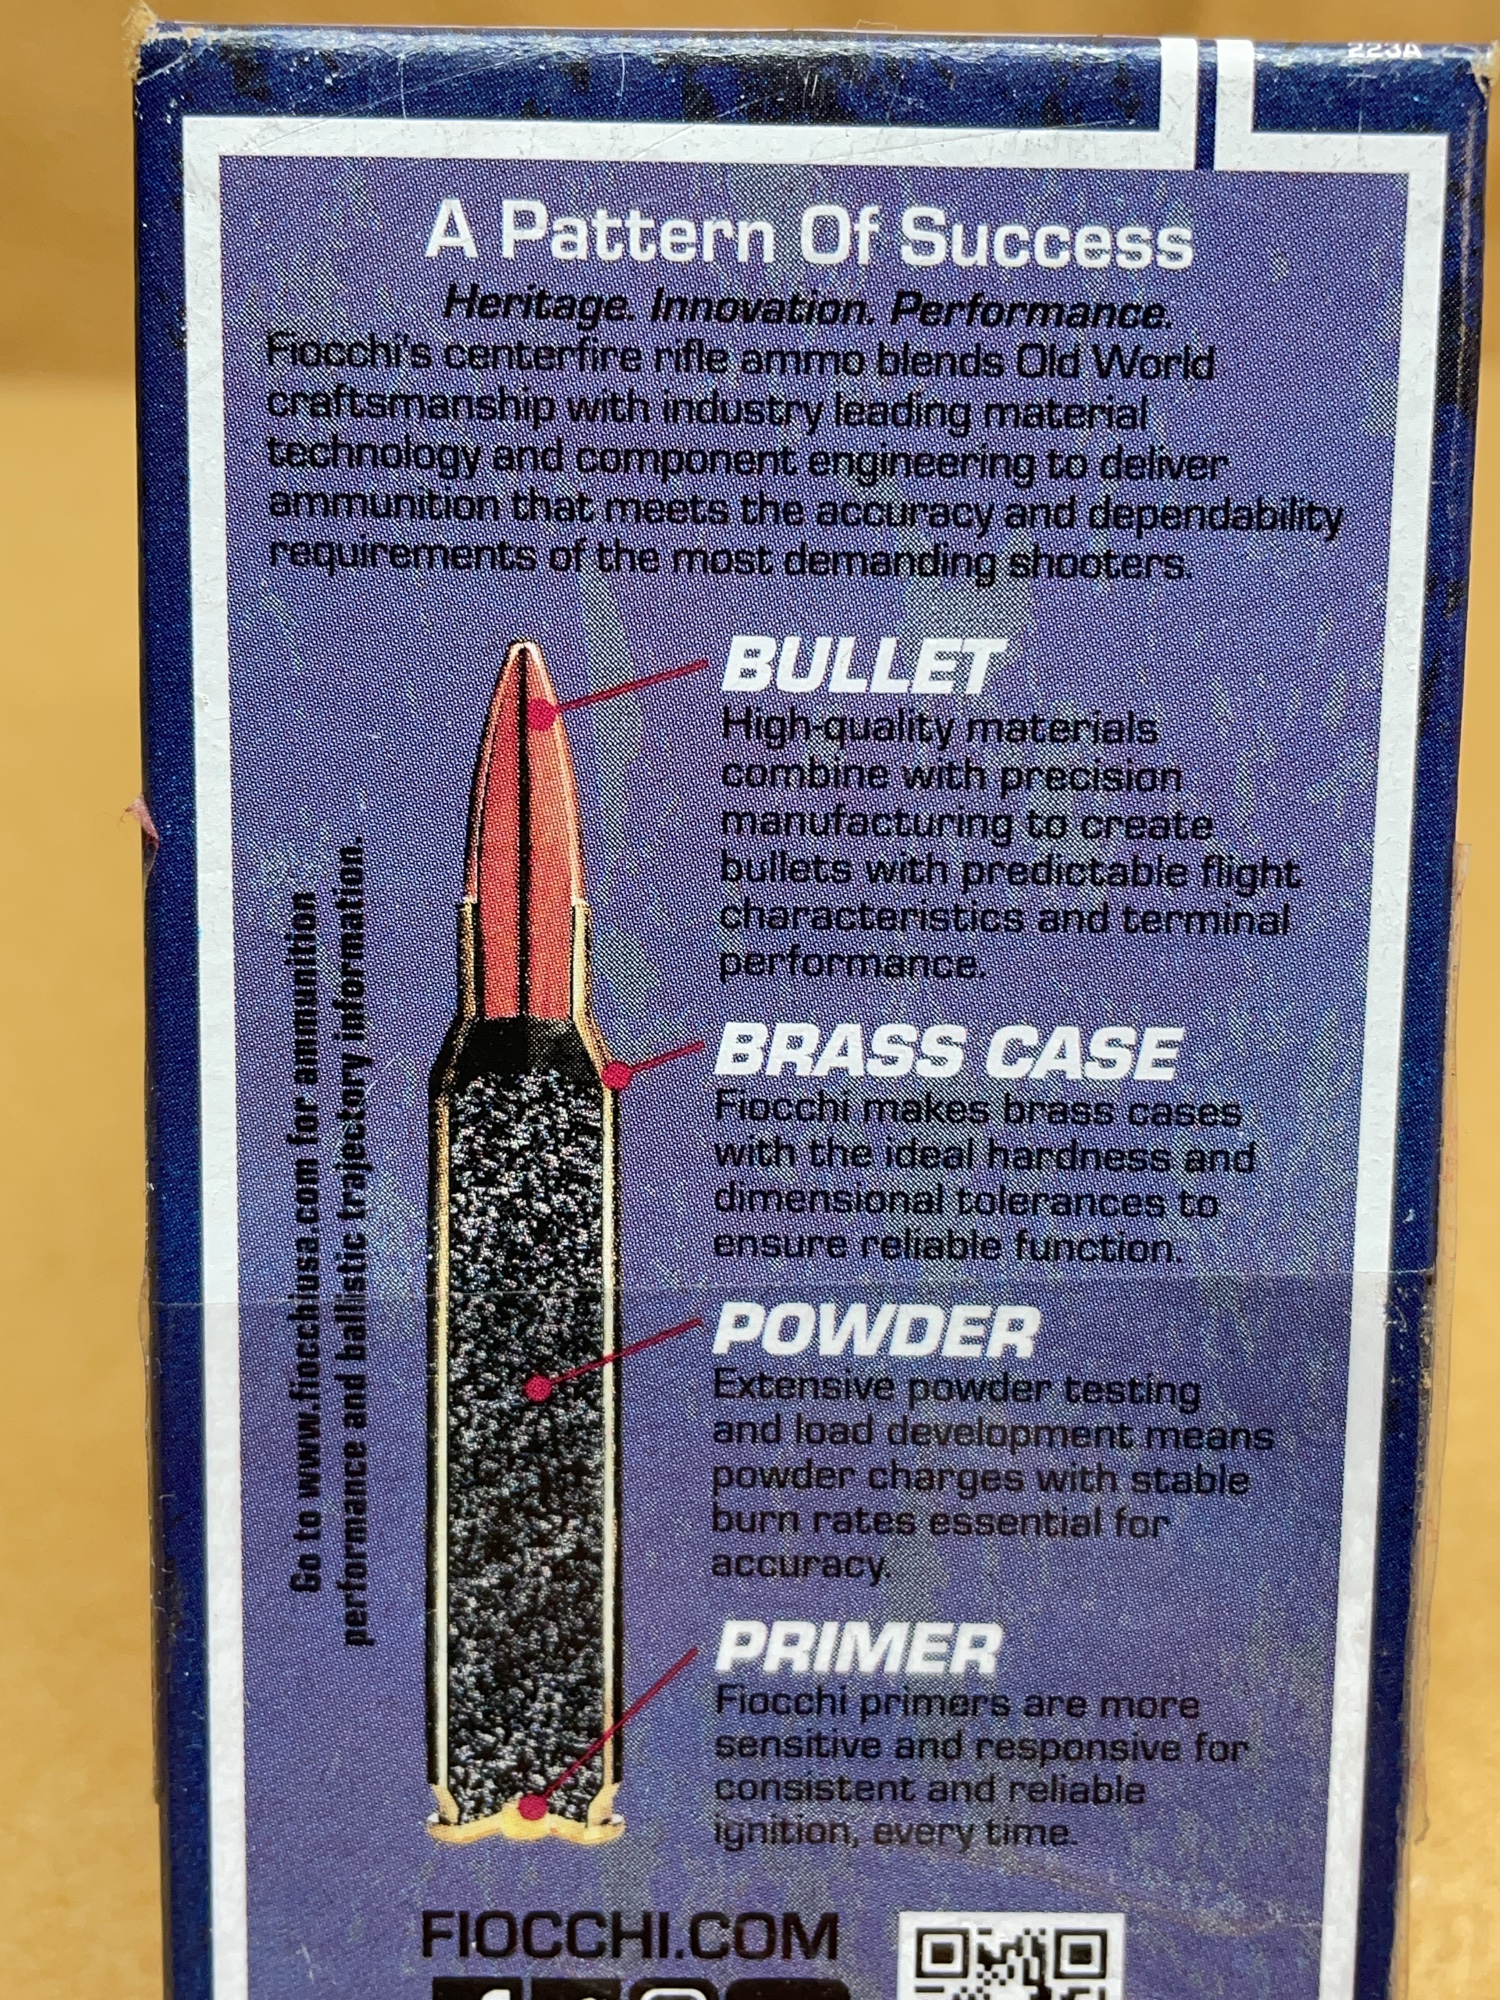 223A
A Pattern Of Success
Heritage. Innovation. Performance.
Fiocchi's centerfire rifle ammo blends Old World
craftsmanship with industry leading material
technology and component engineering to deliver
ammunition that meets the accuracy and dependability
requirements of the most demanding shooters.
BULLET
High-quality materials
combine with precision
manufacturing to create
bullets with predictable flight
characteristics and terminal
performance.
BRASS CASE
Fiocchi makes brass cases
with the ideal hardness and
dimensional tolerances to
ensure reliable function.
POWDER
Extensive powder testing
and load development means
powder charges with stable
burn rates essential for
accuracy.
PRIMER
Fiocchi primers are more
sensitive and responsive for
consistent and reliable
ignition, every time.
Go to www.fiocchiusa.com for ammunition
performance and ballistic trajectory information.
FIOCCHI.COM